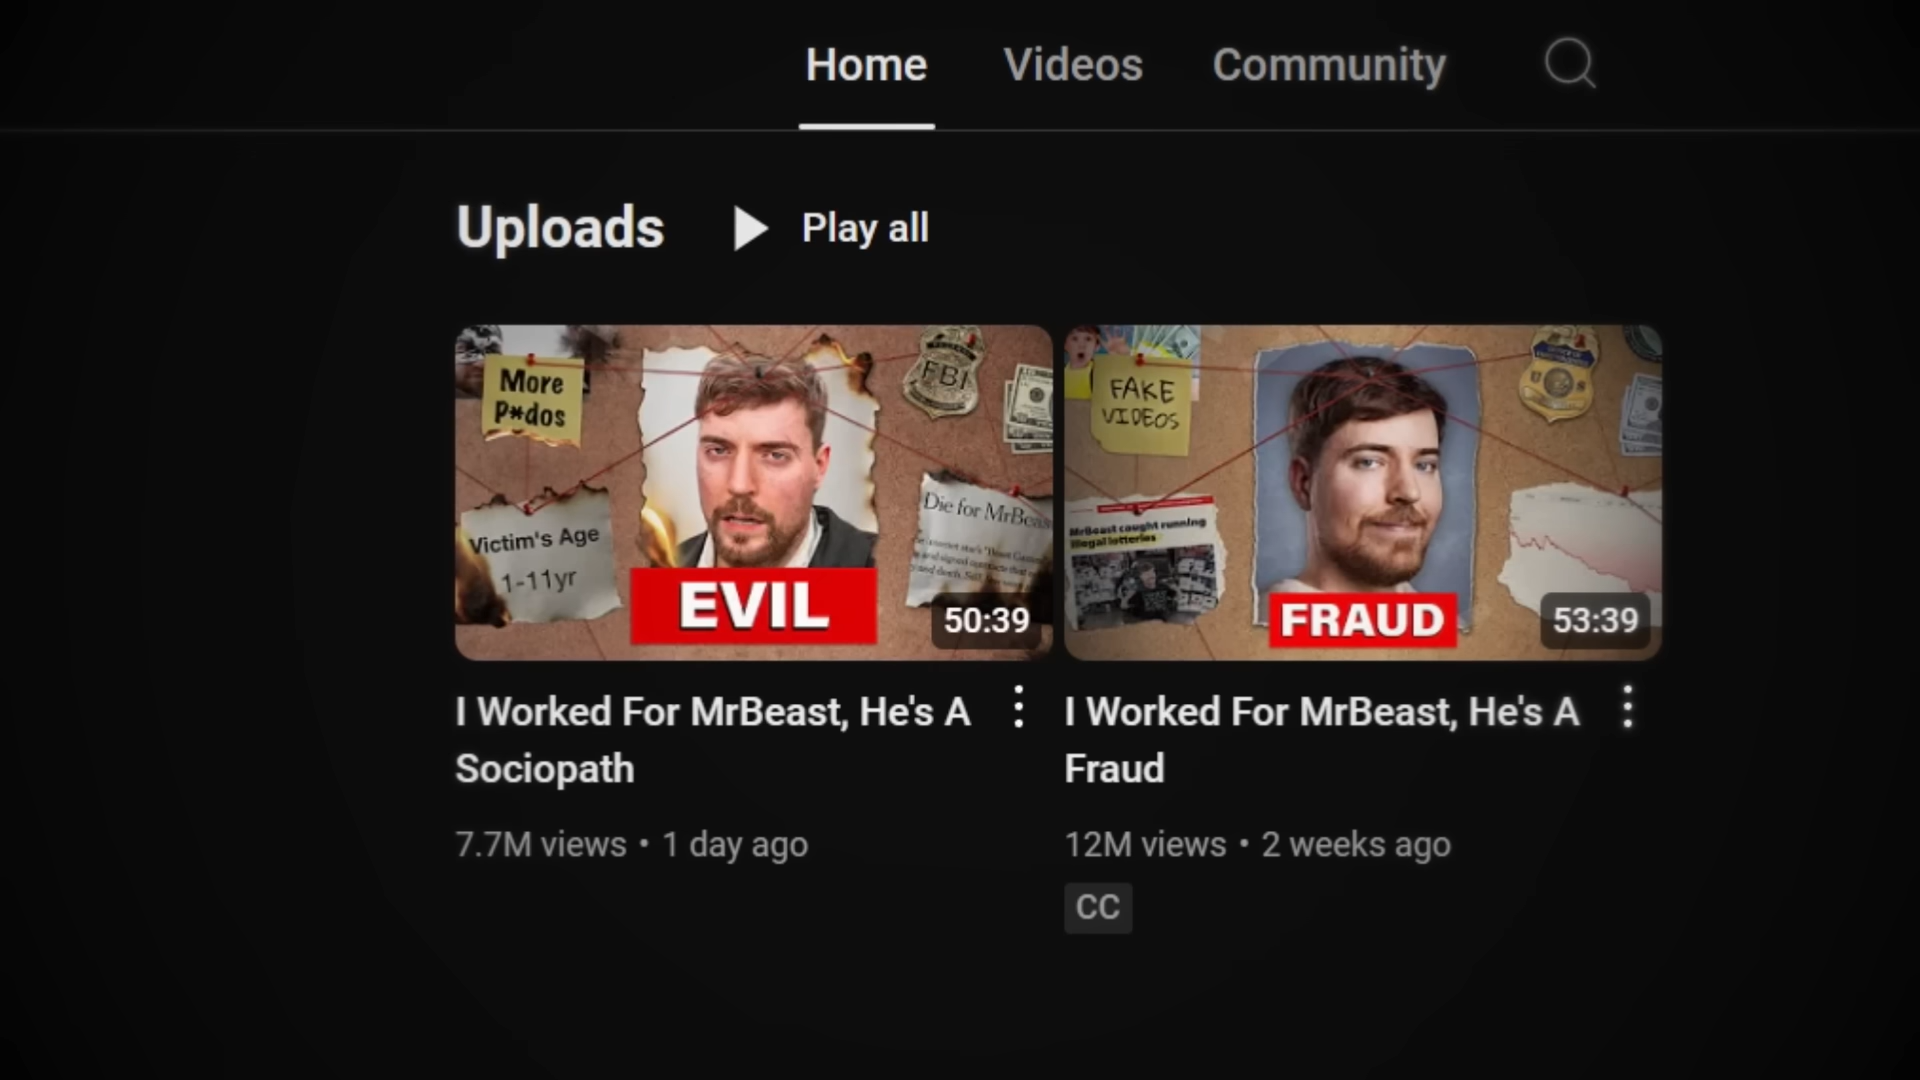 Home Videos Community
Uploads Play all
More
P*dos
FBI
Victim's Age
1-11yr
Die for MrBeast
EVIL
50:39
FAKE
VIDEOS
MrBeast caught running
illegal lotteries
FRAUD
53:39
I Worked For MrBeast, He's A
Sociopath
7.7M views • 1 day ago
I Worked For MrBeast, He's A
Fraud
12M views • 2 weeks ago
CC